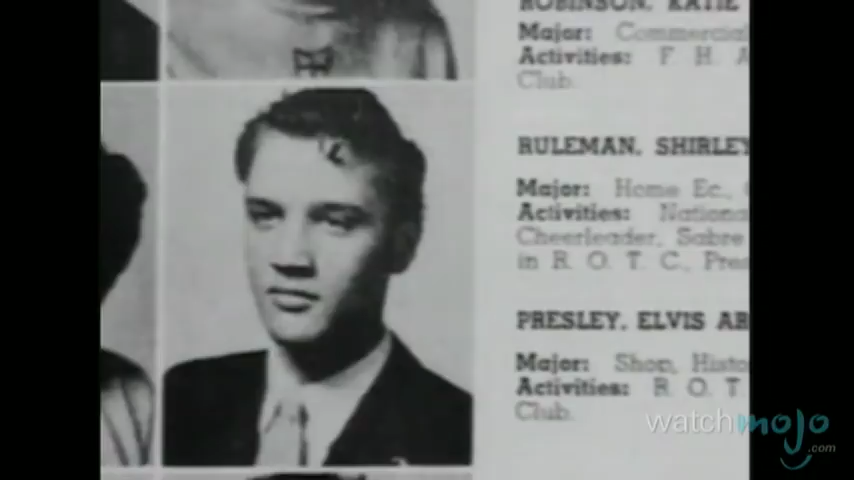 ROBINSON, KATIE
Major: Commercial
Activities: F. H. A
Club.
RULEMAN, SHIRLEY
Major: Home Ec.,
Activities: National
Cheerleader, Sabre
in R. O. T. C., Pres
PRESLEY, ELVIS AR
Major: Shop, Histo
Activities: R. O. T
Club.
watchmojo
.com